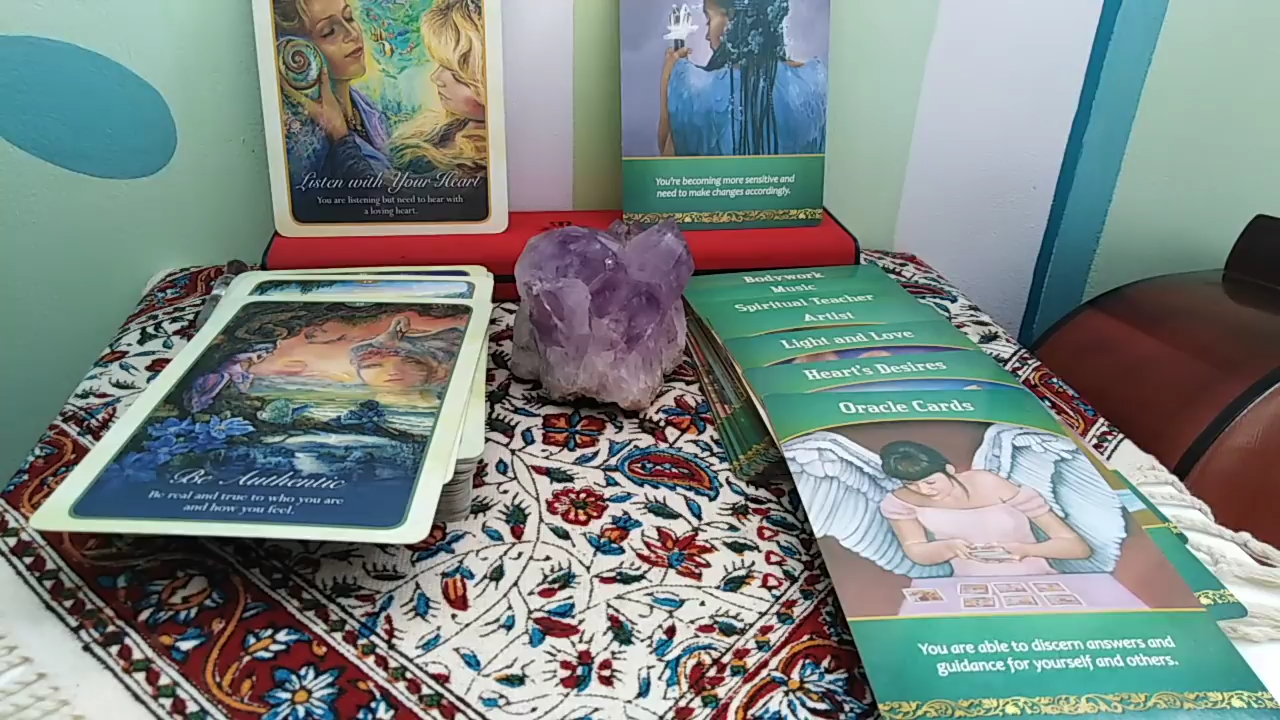 Listen with Your Heart
You are listening but need to hear with
a loving heart.
You're becoming more sensitive and
need to make changes accordingly.
Be Authentic
Be real and true to who you are
and how you feel.
Bodywork
Music
Spiritual Teacher
Artist
Light and Love
Heart's Desires
Oracle Cards
You are able to discern answers and
guidance for yourself and others.